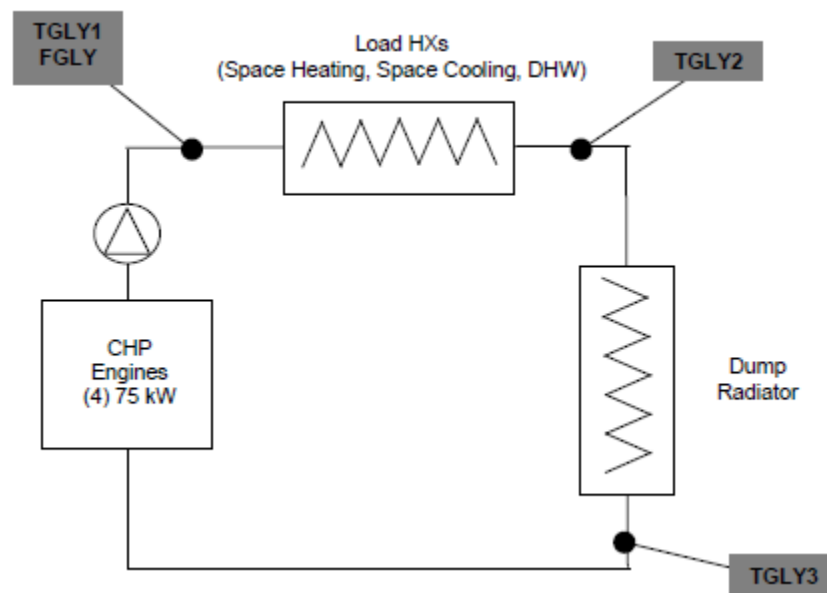 TGLY1
FGLY
Load HXs
(Space Heating, Space Cooling, DHW)
TGLY2
CHP
Engines
(4) 75 kW
Dump
Radiator
TGLY3